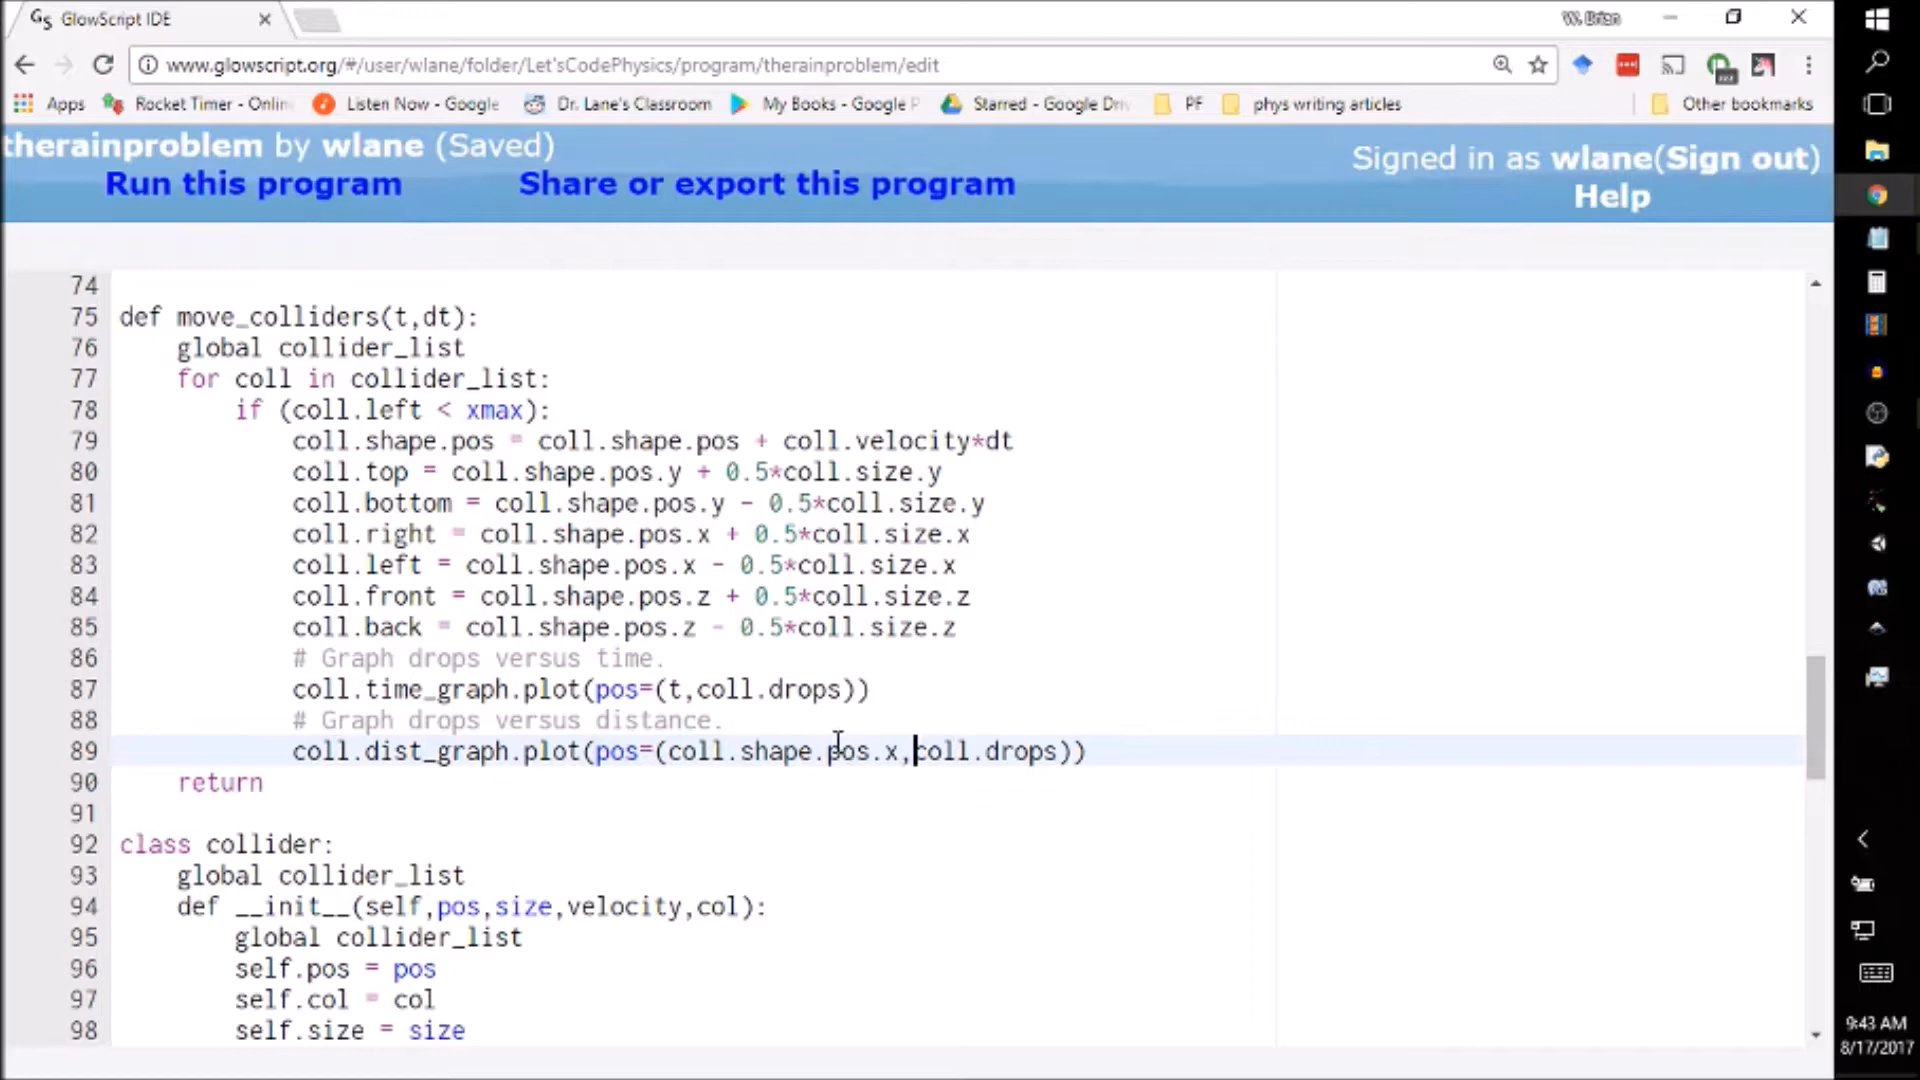 GS GlowScript IDE
W. Brian
www.glowscript.org/#/user/wlane/folder/Let'sCodePhysics/program/therainproblem/edit
Apps Rocket Timer - Onlin Listen Now - Google Dr. Lane's Classroom My Books - Google P Starred - Google Driv PF phys writing articles Other bookmarks
therainproblem by wlane (Saved)
Signed in as wlane(Sign out)
Run this program Share or export this program
Help
74
75 def move_colliders(t,dt):
76 global collider_list
77 for coll in collider_list:
78 if (coll.left < xmax):
79 coll.shape.pos = coll.shape.pos + coll.velocity*dt
80 coll.top = coll.shape.pos.y + 0.5*coll.size.y
81 coll.bottom = coll.shape.pos.y - 0.5*coll.size.y
82 coll.right = coll.shape.pos.x + 0.5*coll.size.x
83 coll.left = coll.shape.pos.x - 0.5*coll.size.x
84 coll.front = coll.shape.pos.z + 0.5*coll.size.z
85 coll.back = coll.shape.pos.z - 0.5*coll.size.z
86 # Graph drops versus time.
87 coll.time_graph.plot(pos=(t,coll.drops))
88 # Graph drops versus distance.
89 coll.dist_graph.plot(pos=(coll.shape.pos.x,coll.drops))
90 return
91
92 class collider:
93 global collider_list
94 def __init__(self,pos,size,velocity,col):
95 global collider_list
96 self.pos = pos
97 self.col = col
98 self.size = size
9:43 AM
8/17/2017